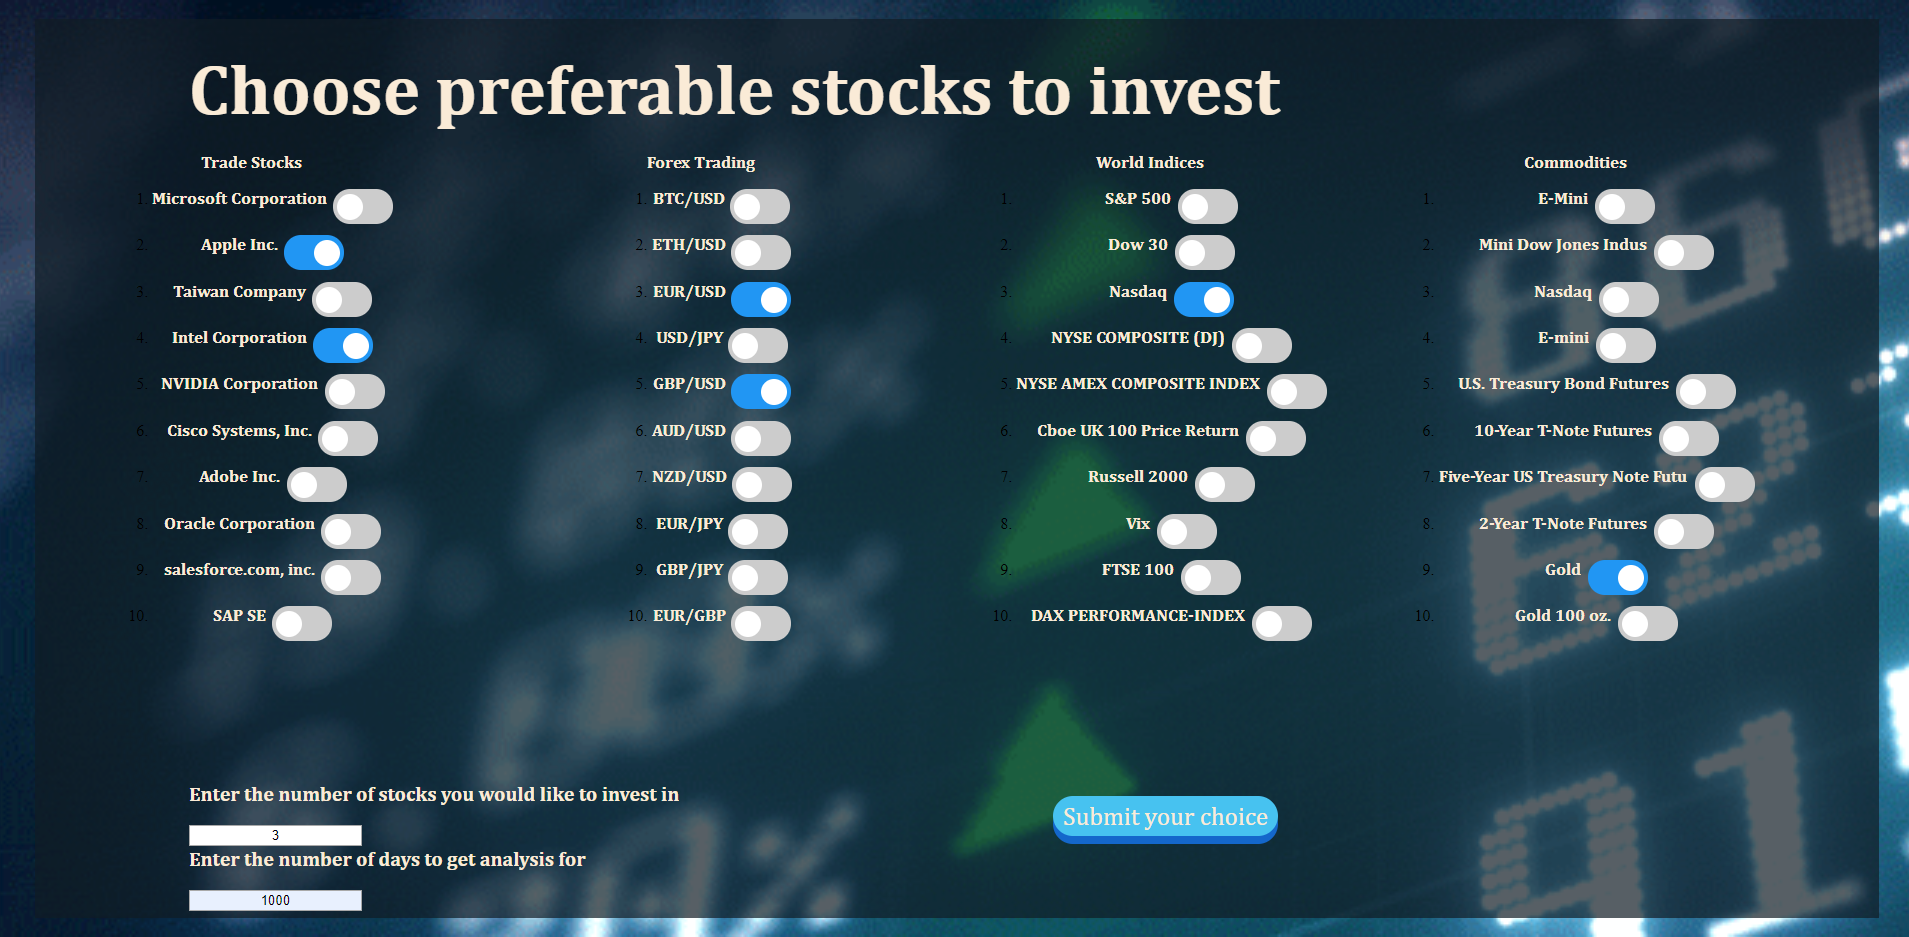 Choose preferable stocks to invest
Trade Stocks
1. Microsoft Corporation
2. Apple Inc.
3. Taiwan Company
4. Intel Corporation
5. NVIDIA Corporation
6. Cisco Systems, Inc.
7. Adobe Inc.
8. Oracle Corporation
9. salesforce.com, inc.
10. SAP SE
Forex Trading
1. BTC/USD
2. ETH/USD
3. EUR/USD
4. USD/JPY
5. GBP/USD
6. AUD/USD
7. NZD/USD
8. EUR/JPY
9. GBP/JPY
10. EUR/GBP
World Indices
1. S&P 500
2. Dow 30
3. Nasdaq
4. NYSE COMPOSITE (DJ)
5. NYSE AMEX COMPOSITE INDEX
6. Cboe UK 100 Price Return
7. Russell 2000
8. Vix
9. FTSE 100
10. DAX PERFORMANCE-INDEX
Commodities
1. E-Mini
2. Mini Dow Jones Indus
3. Nasdaq
4. E-mini
5. U.S. Treasury Bond Futures
6. 10-Year T-Note Futures
7. Five-Year US Treasury Note Futu
8. 2-Year T-Note Futures
9. Gold
10. Gold 100 oz.
Enter the number of stocks you would like to invest in
3
Enter the number of days to get analysis for
1000
Submit your choice